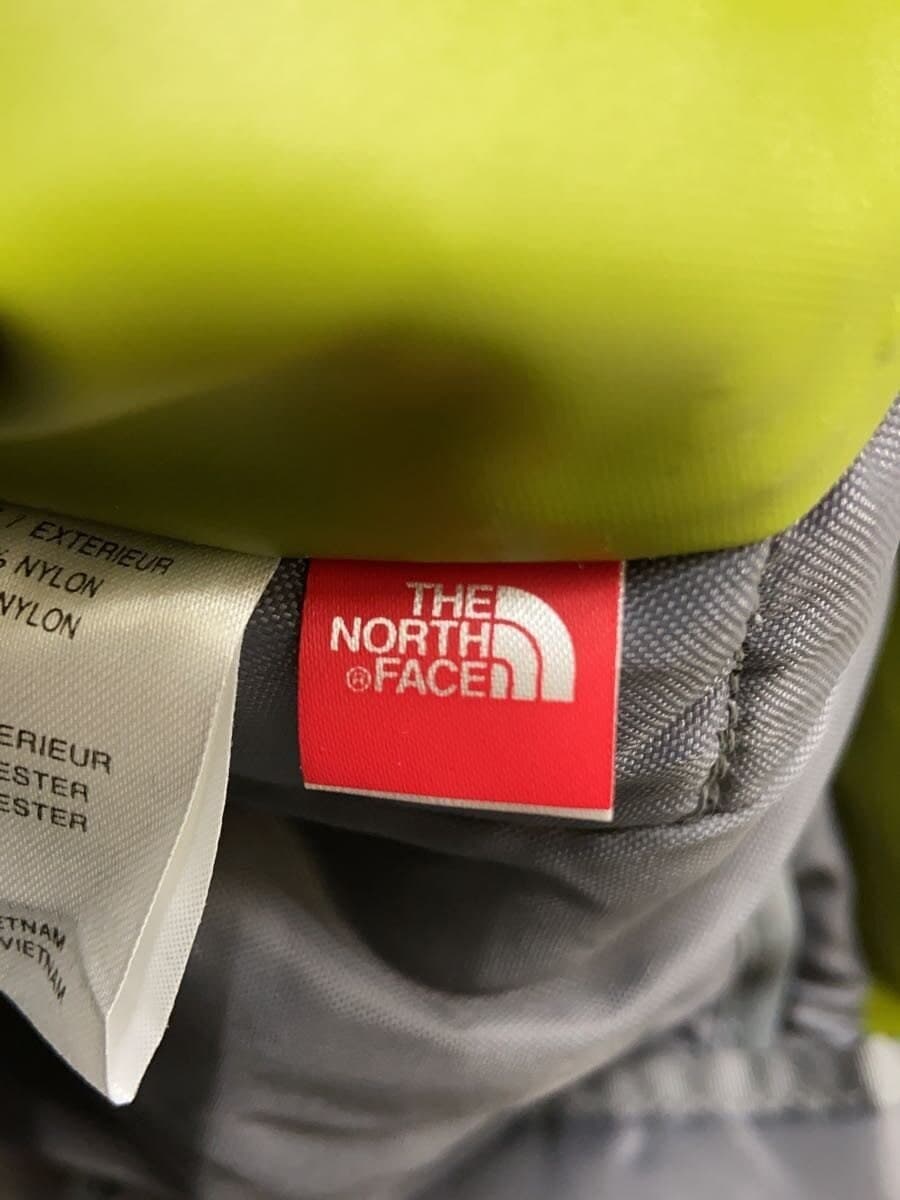 EXTERIEUR
% NYLON
NYLON
ERIEUR
ESTER
ESTER
ETNAM
VIETNAM
THE
NORTH
®FACE